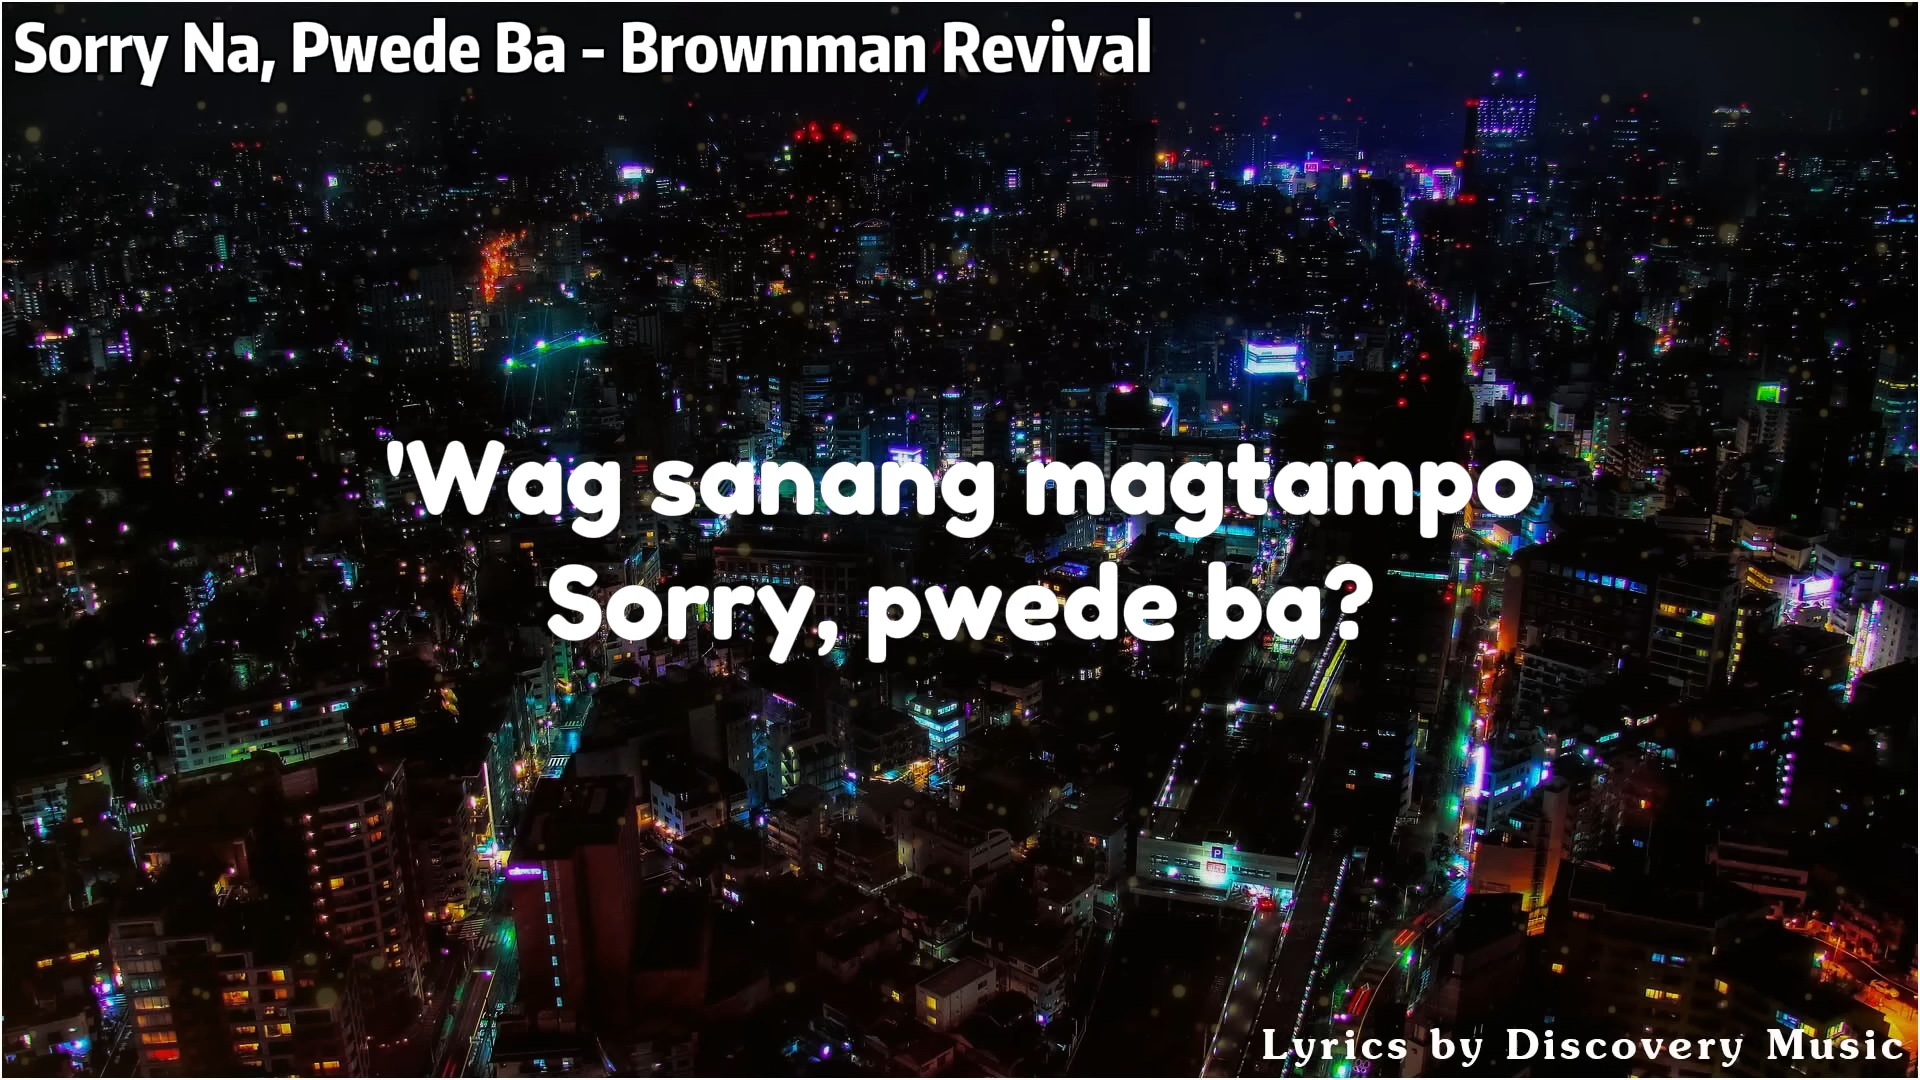 Sorry Na, Pwede Ba - Brownman Revival
'Wag sanang magtampo
Sorry, pwede ba?
P
Lyrics by Discovery Music